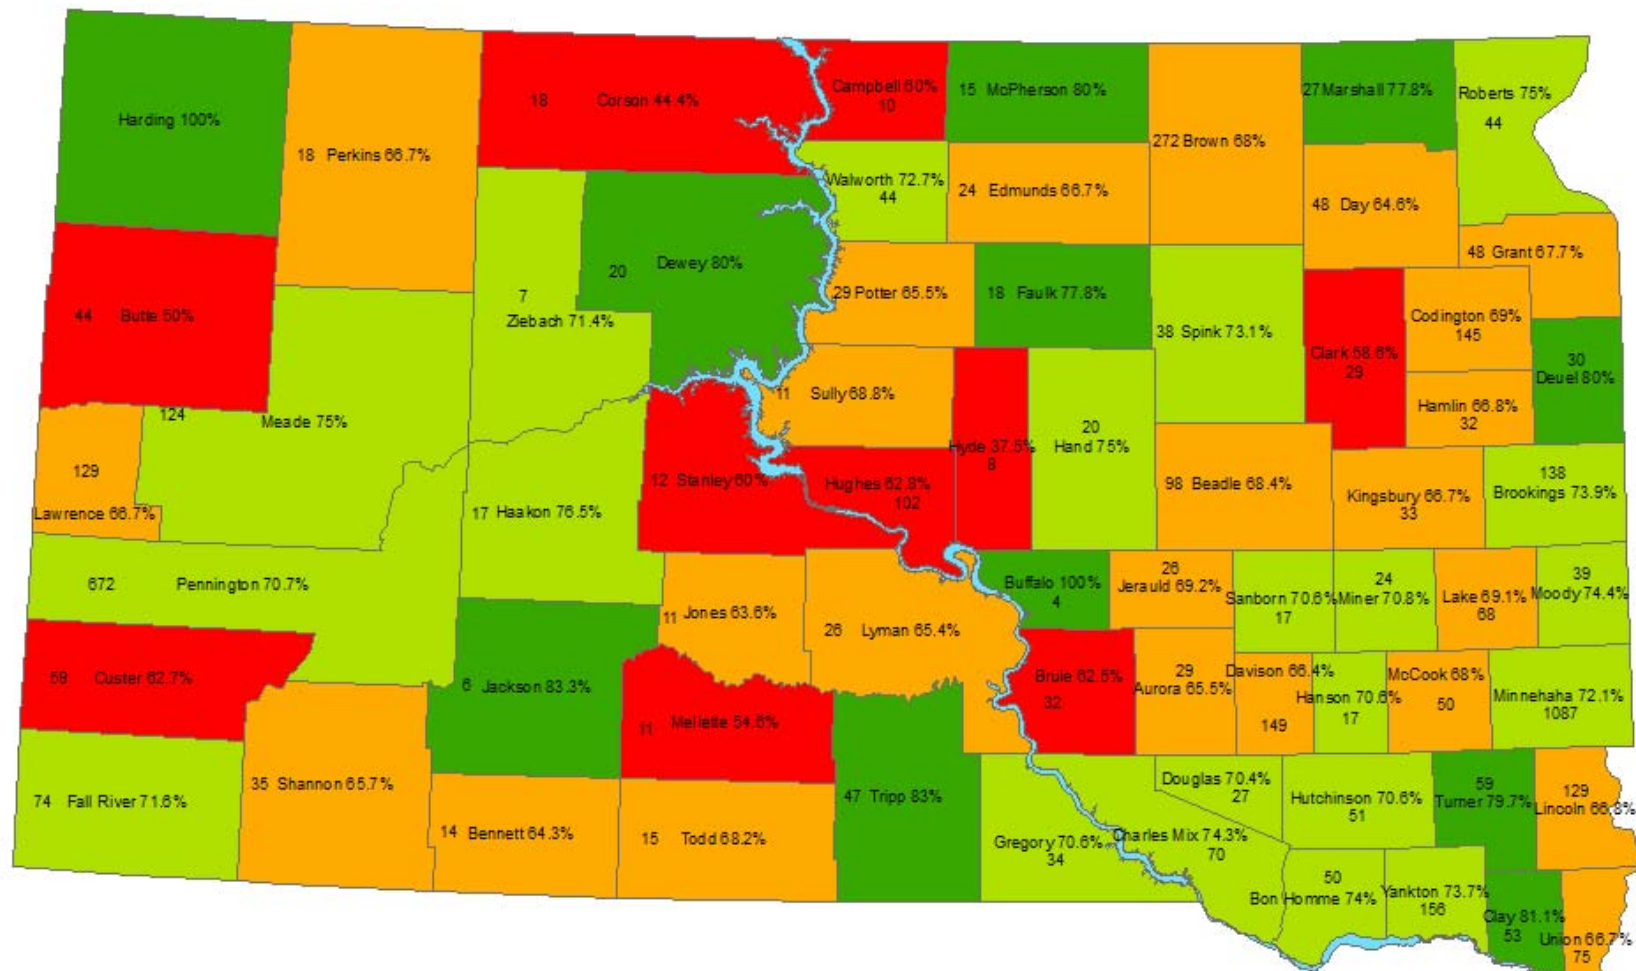 Harding 100%
18 Perkins 66.7%
18 Corson 44.4%
Campbell 60%
10
15 McPherson 80%
272 Brown 68%
27 Marshall 77.8%
Roberts 75%
44
Walworth 72.7%
44
24 Edmunds 66.7%
48 Day 64.6%
48 Grant 67.7%
44 Butte 50%
7
Ziebach 71.4%
20 Dewey 80%
29 Potter 65.5%
18 Faulk 77.8%
38 Spink 73.1%
Clark 58.6%
29
Codington 69%
145
30
Deuel 80%
124
Meade 75%
11 Sully 68.8%
Hyde 37.5%
8
20
Hand 75%
Hamlin 66.8%
32
129
Lawrence 66.7%
17 Haakon 76.5%
12 Stanley 60%
Hughes 62.8%
102
98 Beadle 68.4%
Kingsbury 66.7%
33
138
Brookings 73.9%
672 Pennington 70.7%
11 Jones 63.6%
26 Lyman 65.4%
Buffalo 100%
4
26
Jerauld 69.2%
Sanborn 70.6%
17
24
Miner 70.8%
Lake 69.1%
68
39
Moody 74.4%
59 Custer 62.7%
6 Jackson 83.3%
11 Mellette 54.6%
Brule 62.5%
32
29
Aurora 65.5%
Davison 66.4%
149
Hanson 70.6%
17
McCook 68%
50
Minnehaha 72.1%
1087
74 Fall River 71.6%
35 Shannon 65.7%
14 Bennett 64.3%
15 Todd 68.2%
47 Tripp 83%
Gregory 70.6%
34
Douglas 70.4%
27
Charles Mix 74.3%
70
Hutchinson 70.6%
51
59
Turner 79.7%
129
Lincoln 66.8%
50
Bon Homme 74%
Yankton 73.7%
156
Clay 81.1%
53
Union 66.7%
75